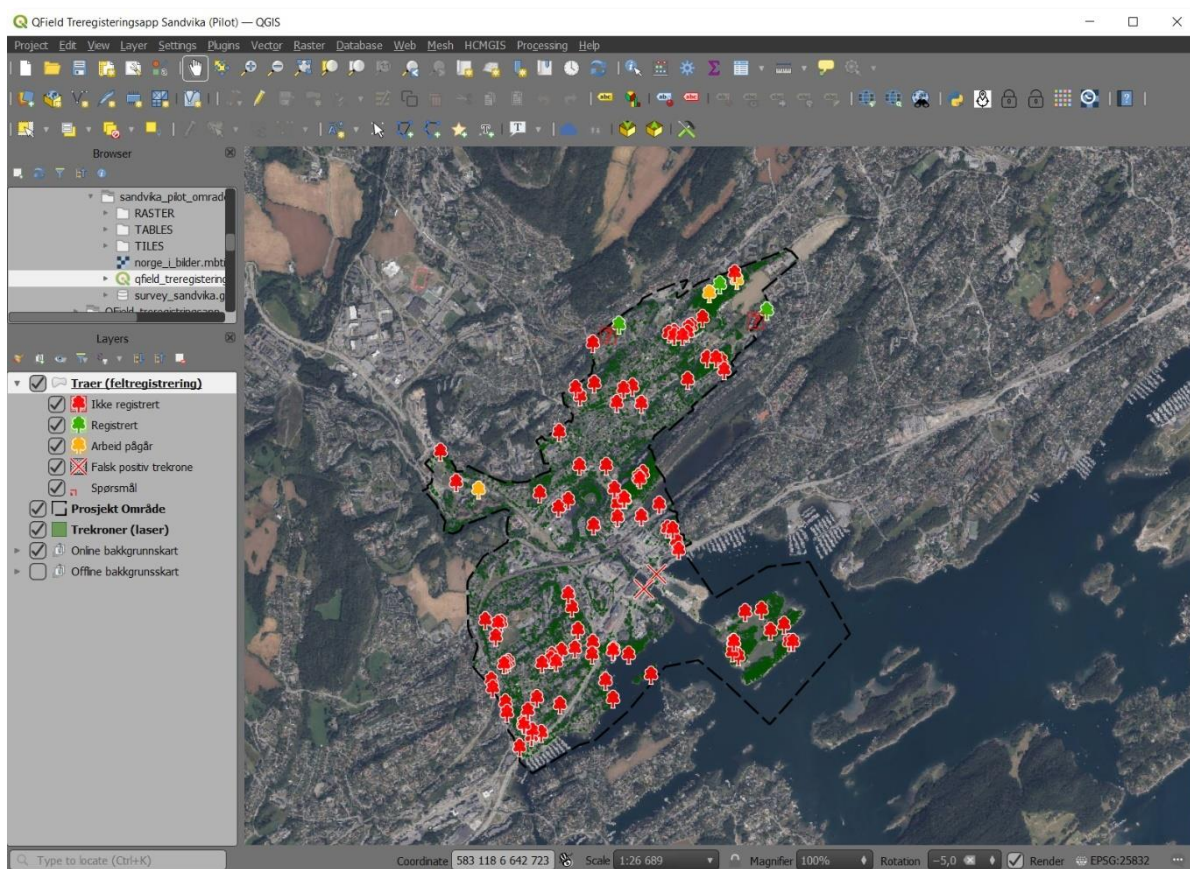 QField Treregisteringsapp Sandvika (Pilot) — QGIS
Project Edit View Layer Settings Plugins Vector Raster Database Web Mesh HCMGIS Processing Help
Browser
sandvika_pilot_område
RASTER
TABLES
TILES
norge_i_bilder.mbti
qfield_treregistering
survey_sandvika.g
QField_treregistringsapp
Layers
Traer (feltregistrering)
Ikke registrert
Registrert
Arbeid pågår
Falsk positiv trekrone
Spørsmål
Prosjekt Område
Trekroner (laser)
Online bakkgrunnskart
Offline bakkgrunsskart
Type to locate (Ctrl+K)
Coordinate 583 118 6 642 723 Scale 1:26 689 Magnifier 100% Rotation -5,0 Render EPSG:25832